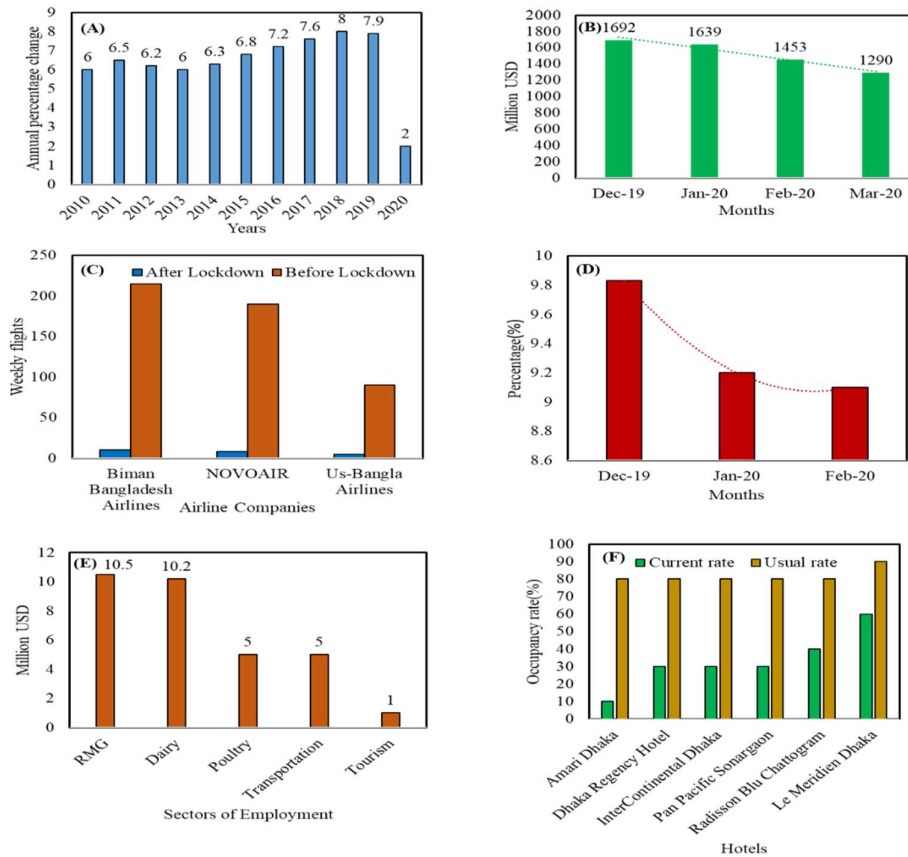 (A)
Annual percentage change
9
8
7
6
5
4
3
2
1
0
6
6.5
6.2
6
6.3
6.8
7.2
7.6
8
7.9
2
2010
2011
2012
2013
2014
2015
2016
2017
2018
2019
2020
Years
(B)
Million USD
2000
1800
1600
1400
1200
1000
800
600
400
200
0
1692
1639
1453
1290
Dec-19
Jan-20
Feb-20
Mar-20
Months
(C)
After Lockdown
Before Lockdown
Weekly flights
250
200
150
100
50
0
Biman
Bangladesh
Airlines
NOVOAIR
Us-Bangla
Airlines
Airline Companies
(D)
Percentage(%)
10
9.8
9.6
9.4
9.2
9
8.8
8.6
Dec-19
Jan-20
Feb-20
Months
(E)
Million USD
12
10
8
6
4
2
0
10.5
10.2
5
5
1
RMG
Dairy
Poultry
Transportation
Tourism
Sectors of Employment
(F)
Current rate
Usual rate
Occupancy rate(%)
100
90
80
70
60
50
40
30
20
10
0
Amari Dhaka
Dhaka Regency Hotel
InterContinental Dhaka
Pan Pacific Sonargaon
Radisson Blu Chattogram
Le Meridien Dhaka
Hotels